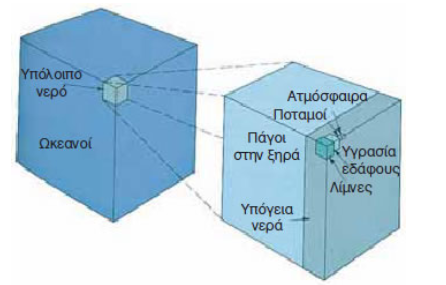 Υπόλοιπο
νερό
Ωκεανοί
Ατμόσφαιρα
Ποταμοί
Πάγοι
στην ξηρά
Υγρασία
εδάφους
Λίμνες
Υπόγεια
νερά